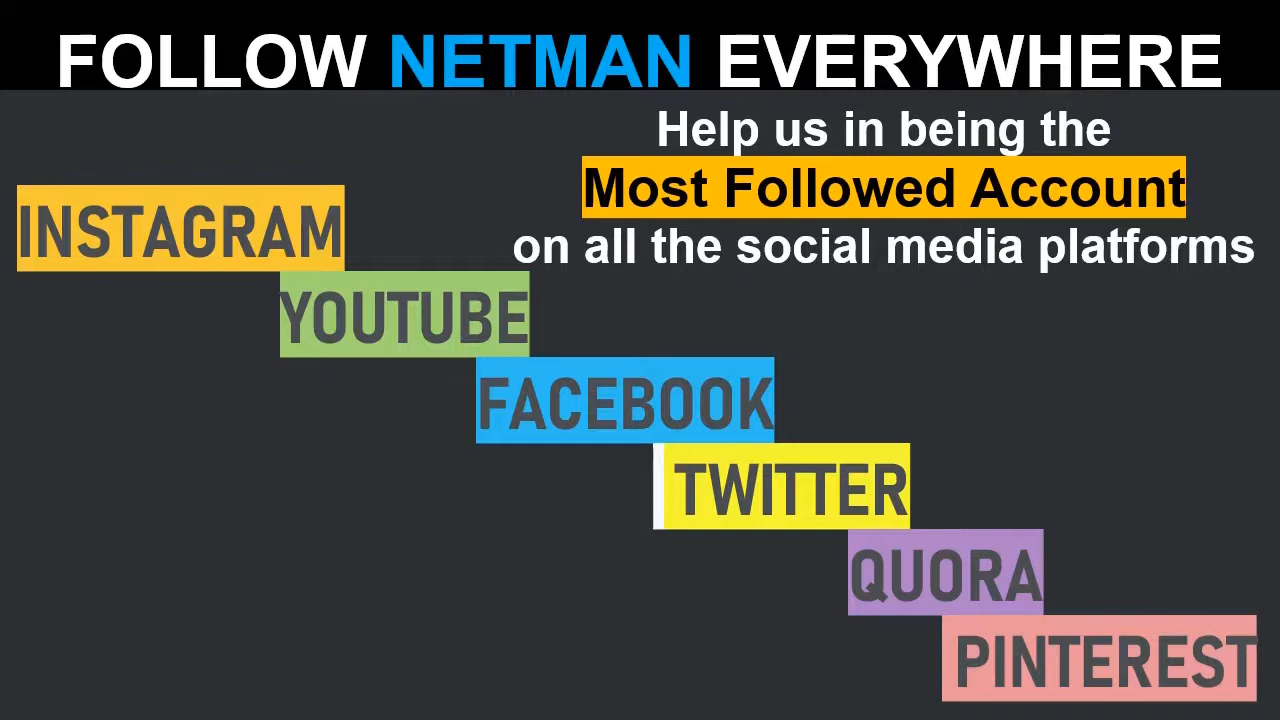 FOLLOW NETMAN EVERYWHERE
Help us in being the
Most Followed Account
on all the social media platforms
INSTAGRAM
YOUTUBE
FACEBOOK
TWITTER
QUORA
PINTEREST